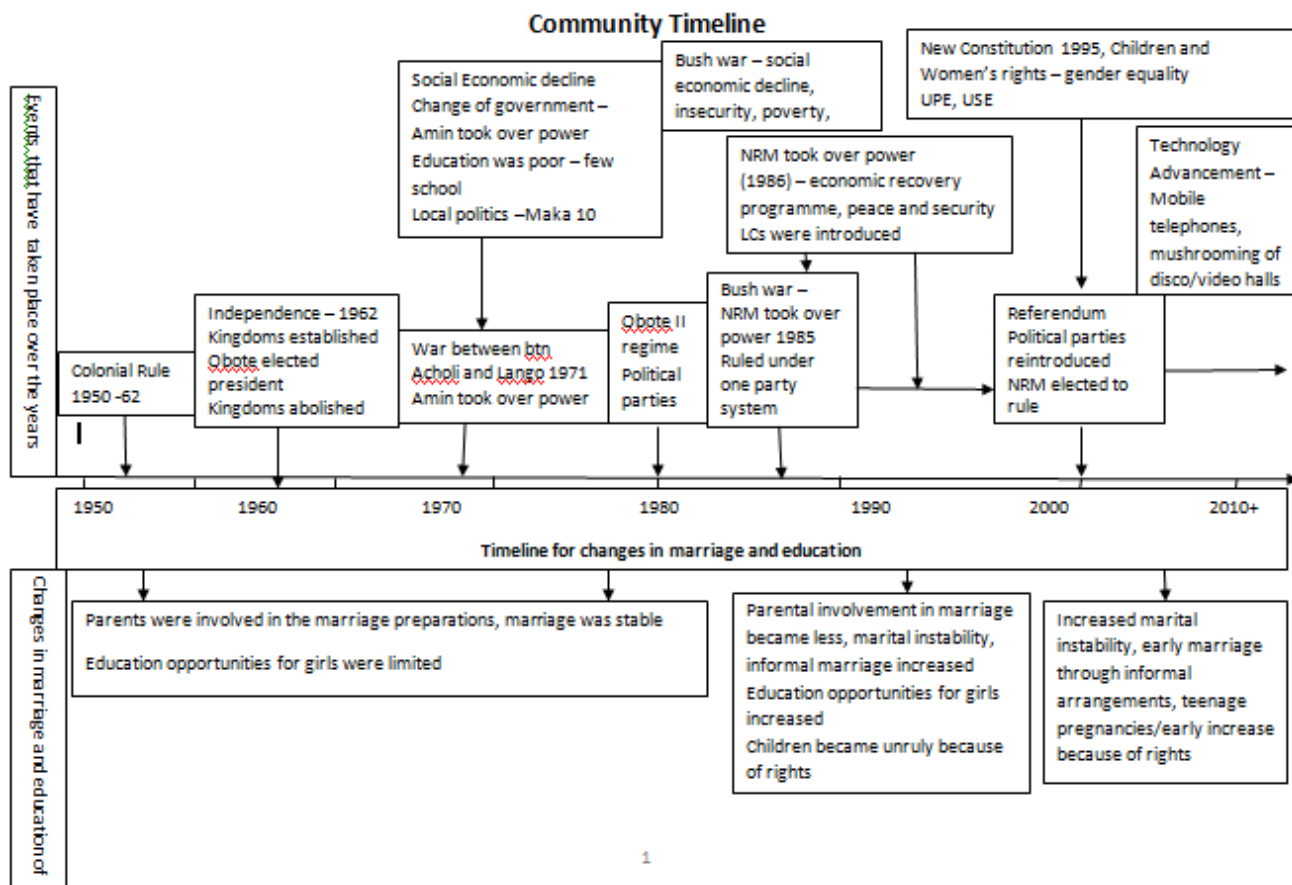 Community Timeline
Events that have taken place over the years
Social Economic decline
Change of government –
Amin took over power
Education was poor – few
school
Local politics –Maka 10
Bush war – social
economic decline,
insecurity, poverty,
New Constitution 1995, Children and
Women's rights – gender equality
UPE, USE
NRM took over power
(1986) – economic recovery
programme, peace and security
LCs were introduced
Technology
Advancement –
Mobile
telephones,
mushrooming of
disco/video halls
Colonial Rule
1950 -62
Independence – 1962
Kingdoms established
Obote elected
president
Kingdoms abolished
War between btn
Acholi and Lango 1971
Amin took over power
Obote II
regime
Political
parties
Bush war –
NRM took over
power 1985
Ruled under
one party
system
Referendum
Political parties
reintroduced
NRM elected to
rule
1950 1960 1970 1980 1990 2000 2010+
Timeline for changes in marriage and education
Changes in marriage and education of
Parents were involved in the marriage preparations, marriage was stable
Education opportunities for girls were limited
Parental involvement in marriage
became less, marital instability,
informal marriage increased
Education opportunities for girls
increased
Children became unruly because
of rights
Increased marital
instability, early marriage
through informal
arrangements, teenage
pregnancies/early increase
because of rights
1